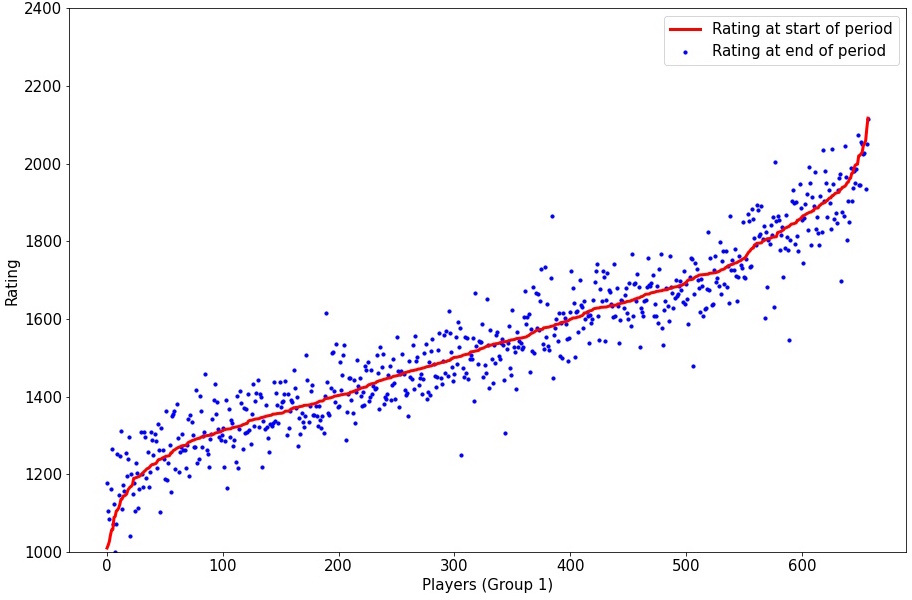 2400
2200
2000
1800
1600
1400
1200
1000
Rating
Rating at start of period
Rating at end of period
0 100 200 300 400 500 600
Players (Group 1)